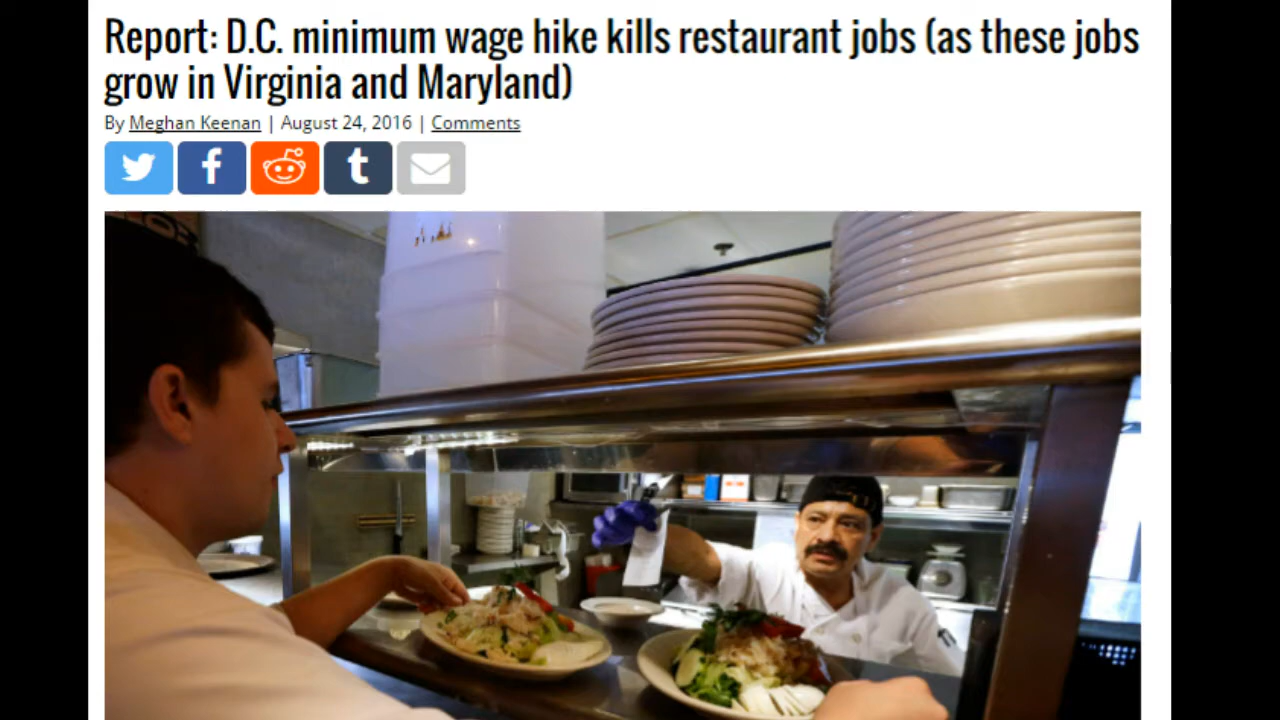 Report: D.C. minimum wage hike kills restaurant jobs (as these jobs
grow in Virginia and Maryland)
By Meghan Keenan | August 24, 2016 | Comments